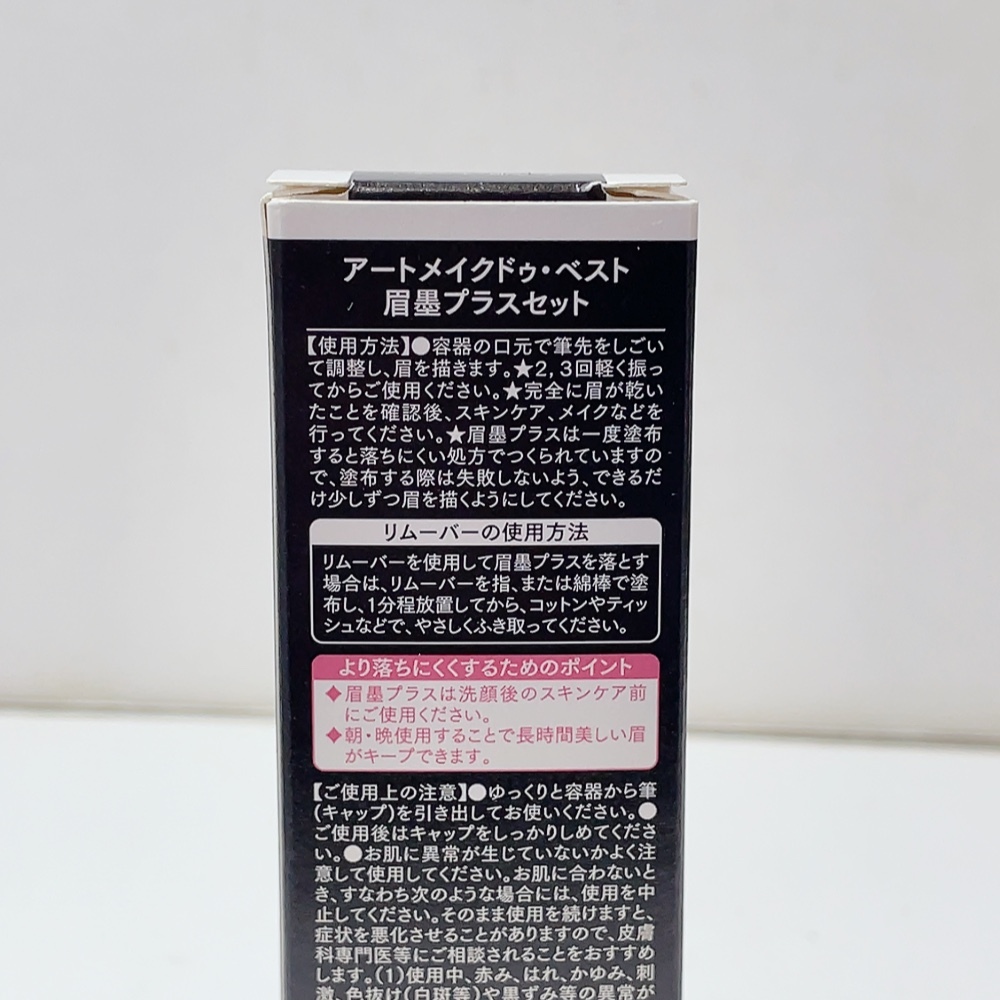 アートメイクドゥ・ベスト
眉墨プラスセット
【使用方法】●容器の口元で筆先をしごい
て調整し、眉を描きます。★2,3回軽く振っ
てからご使用ください。★完全に眉が乾い
たことを確認後、スキンケア、メイクなどを
行ってください。★眉墨プラスは一度塗布
すると落ちにくい処方でつくられていますの
で、塗布する際は失敗しないよう、できるだ
け少しずつ眉を描くようにしてください。
リムーバーの使用方法
リムーバーを使用して眉墨プラスを落とす
場合は、リムーバーを指、または綿棒で塗
布し、1分程放置してから、コットンやティッ
シュなどで、やさしくふき取ってください。
より落ちにくくするためのポイント
◆眉墨プラスは洗顔後のスキンケア前
にご使用ください。
◆朝・晩使用することで長時間美しい眉
がキープできます。
【ご使用上の注意】●ゆっくりと容器から筆
(キャップ)を引き出してお使いください。●
ご使用後はキャップをしっかりしめてくださ
い。●お肌に異常が生じていないかよく注
意して使用してください。お肌に合わないと
き、すなわち次のような場合には、使用を中
止してください。そのまま使用を続けますと、
症状を悪化させることがありますので、皮膚
科専門医等にご相談されることをおすすめ
します。(1)使用中、赤み、はれ、かゆみ、刺
激、色抜け(白斑等)や黒ずみ等の異常が